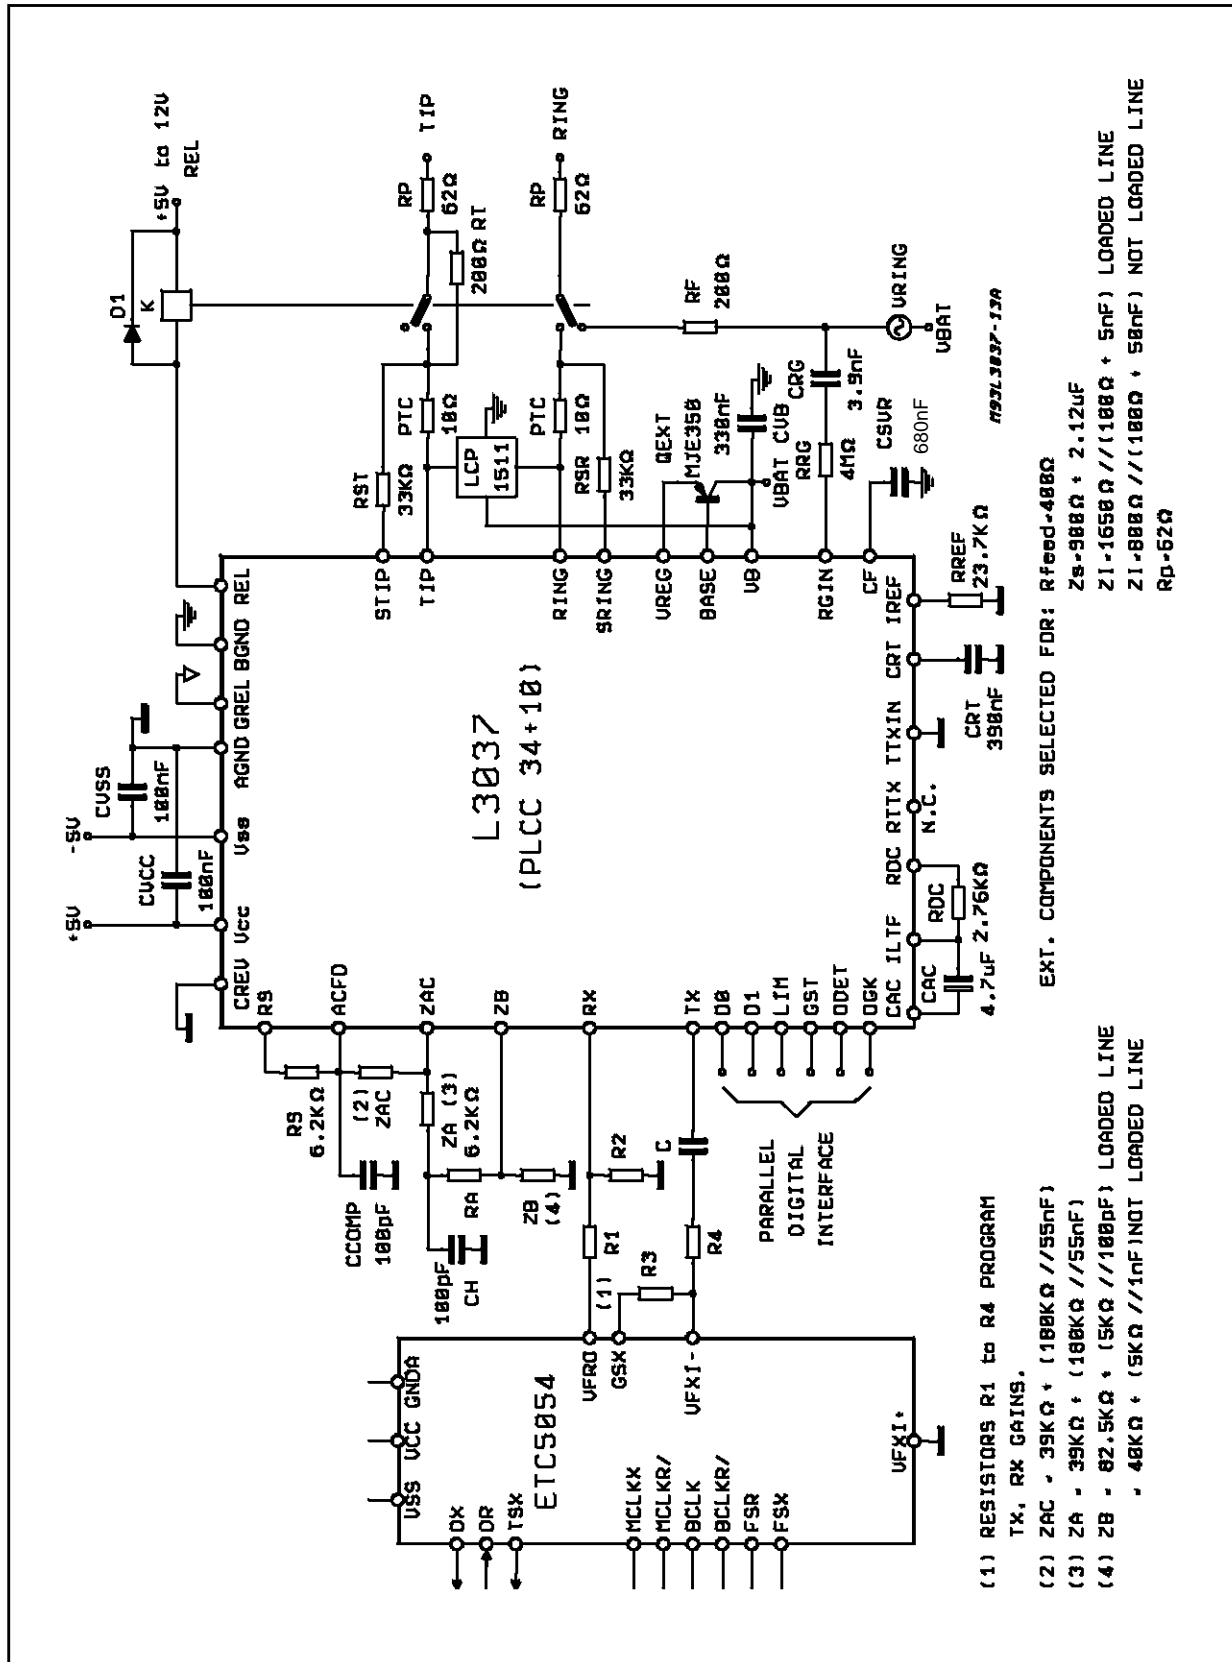 +5V to 12V
REL
D1
K
-5V
+5V
CVSS
100nF
CVCC
100nF
CREV
Vcc
Vss
AGND
GREL
BGND
REL
RP
62Ω
TIP
200Ω RT
RP
62Ω
RING
RF
200Ω
VRING
VBAT
PTC
10Ω
LCP
1511
PTC
10Ω
RST
33KΩ
RSR
33KΩ
QEXT
MJE350
330nF
VBAT CVB
CRG
3.9nF
RRG
4MΩ
CSVR
680nF
STIP
TIP
RING
SRING
VREG
BASE
VB
RGIN
CF
L3037
(PLCC 34+10)
RS
ACFD
ZAC
ZB
RX
TX
D0
D1
LIM
GST
ODET
OGK
CAC
ILTF
RDC
RTTX
TTXIN
CRT
IREF
CAC
4.7uF
RDC
2.76KΩ
N.C.
CRT
390nF
RREF
23.7KΩ
RS
6.2KΩ
(2)
ZAC
ZA (3)
CCOMP
100pF
6.2KΩ
RA
ZB
(4)
100pF
CH
R1
(1)
R2
R3
C
R4
PARALLEL
DIGITAL
INTERFACE
VSS
VCC
GNDA
ETC5054
VFRO
GSX
VFXI-
VFXI+
DX
DR
TSX
MCLKX
MCLKR/
BCLK
BCLKR/
FSR
FSX
M93L3037-13A
(1) RESISTORS R1 to R4 PROGRAM
TX, RX GAINS.
(2) ZAC = 39KΩ + (180KΩ//55nF)
(3) ZA = 39KΩ + (180KΩ//55nF)
(4) ZB = 82.5KΩ + (5KΩ//100pF) LOADED LINE
= 40KΩ + (5KΩ//1nF)NOT LOADED LINE
EXT. COMPONENTS SELECTED FOR: Rfeed=400Ω
Zs=900Ω + 2.12uF
Zl=1650Ω//(100Ω + 5nF) LOADED LINE
Zl=800Ω//(100Ω + 50nF) NOT LOADED LINE
Rp=62Ω